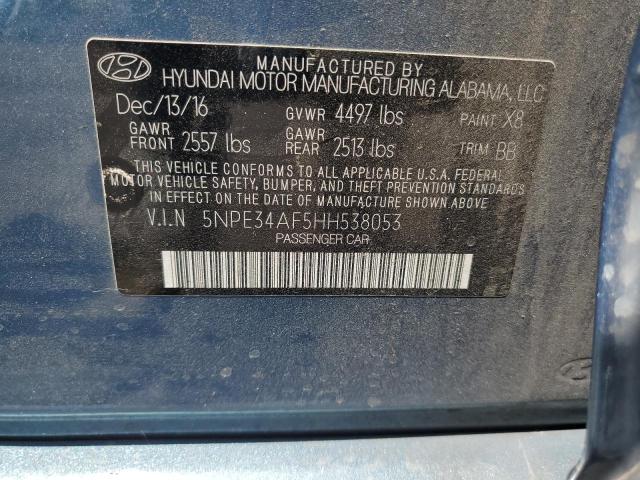 MANUFACTURED BY
HYUNDAI MOTOR MANUFACTURING ALABAMA, LLC
Dec/13/16 GVWR 4497 lbs PAINT X8
GAWR FRONT 2557 lbs GAWR REAR 2513 lbs TRIM BB
THIS VEHICLE CONFORMS TO ALL APPLICABLE U.S.A. FEDERAL
MOTOR VEHICLE SAFETY, BUMPER, AND THEFT PREVENTION STANDARDS
IN EFFECT ON THE DATE OF MANUFACTURE SHOWN ABOVE.
V.I.N 5NPE34AF5HH538053
PASSENGER CAR